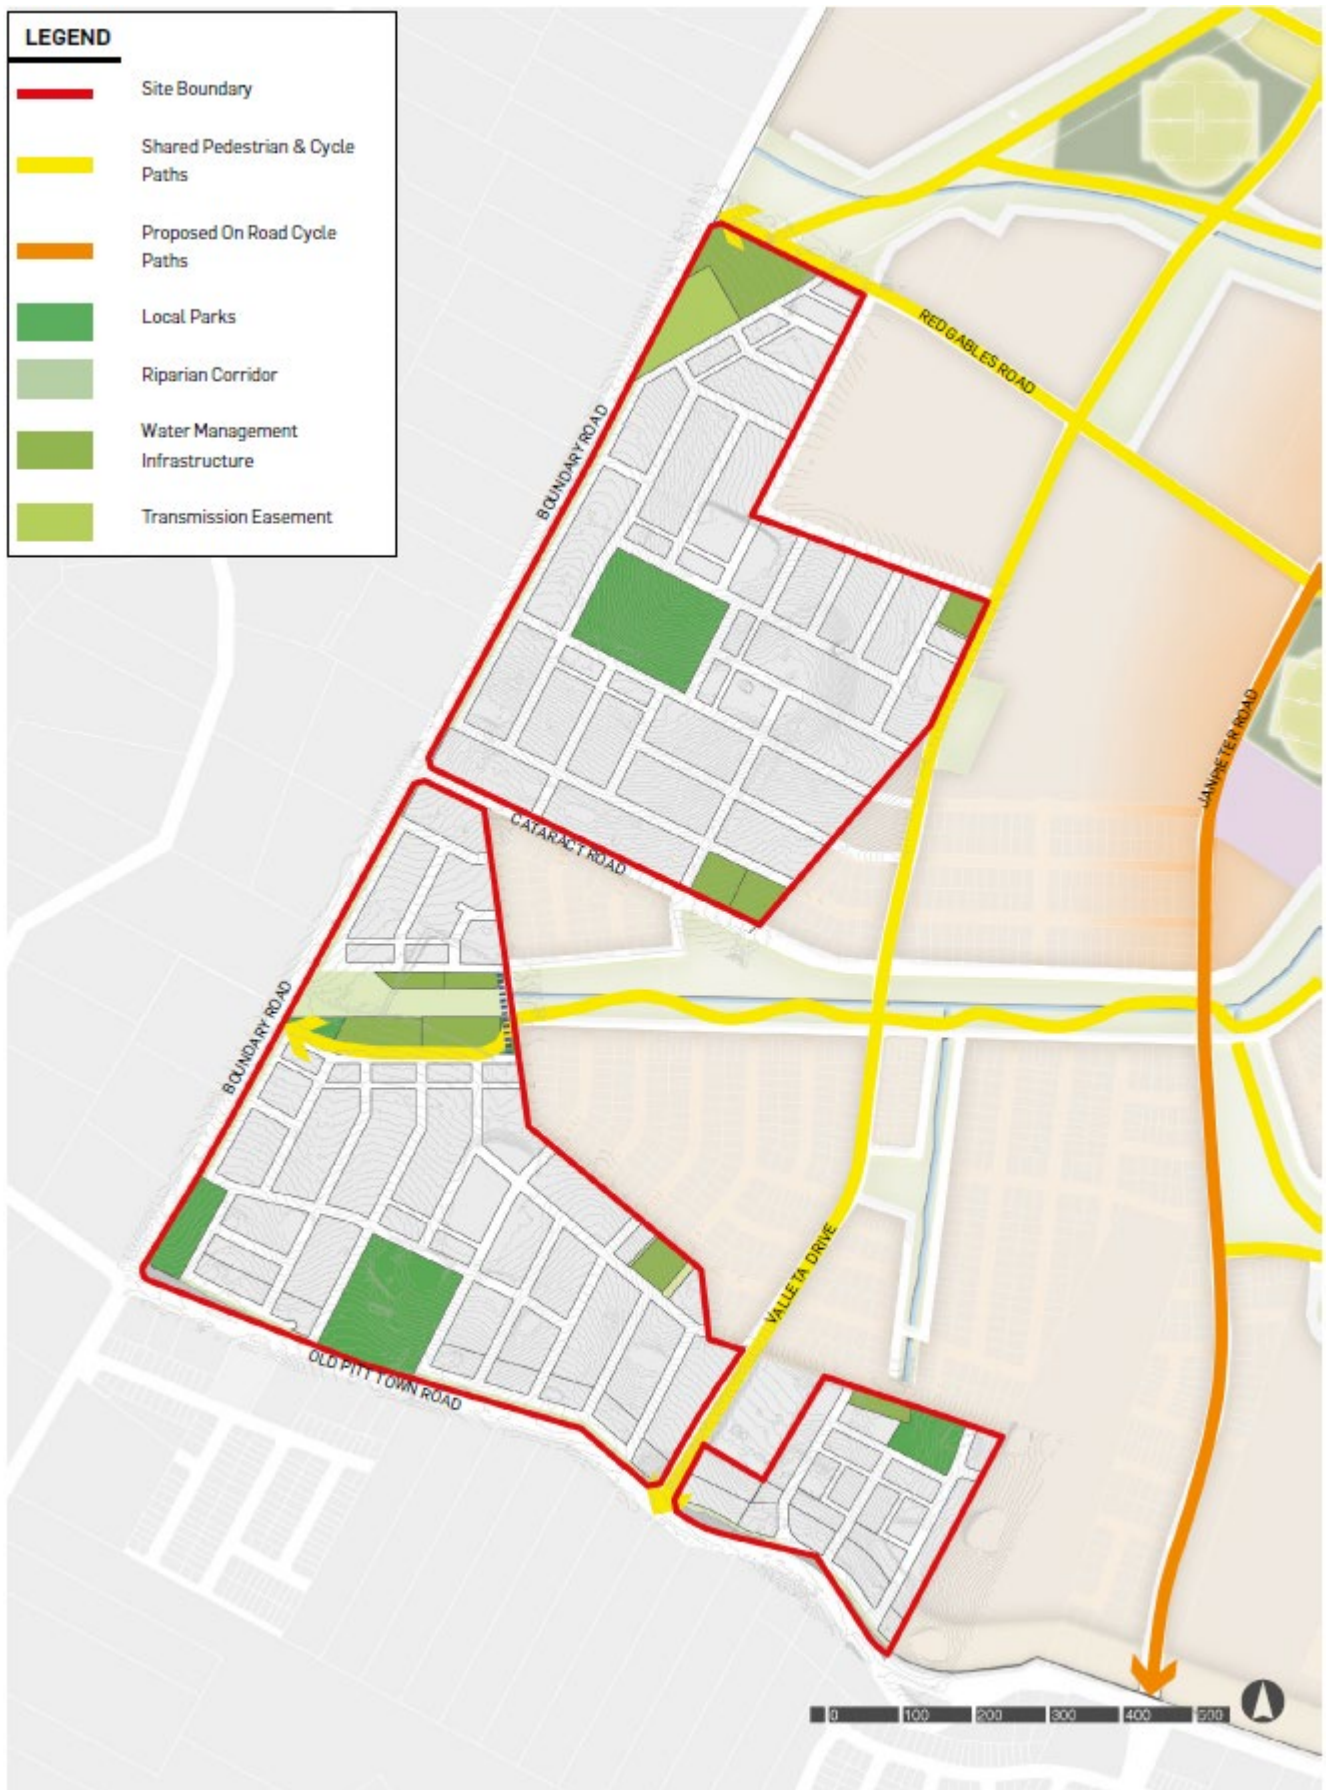 LEGEND
Site Boundary
Shared Pedestrian & Cycle
Paths
Proposed On Road Cycle
Paths
Local Parks
Riparian Corridor
Water Management
Infrastructure
Transmission Easement
RED GABLES ROAD
BOUNDARY ROAD
JANPIETER ROAD
CATARACT ROAD
BOUNDARY ROAD
VALLETA DRIVE
OLD PITT TOWN ROAD
0 100 200 300 400 500